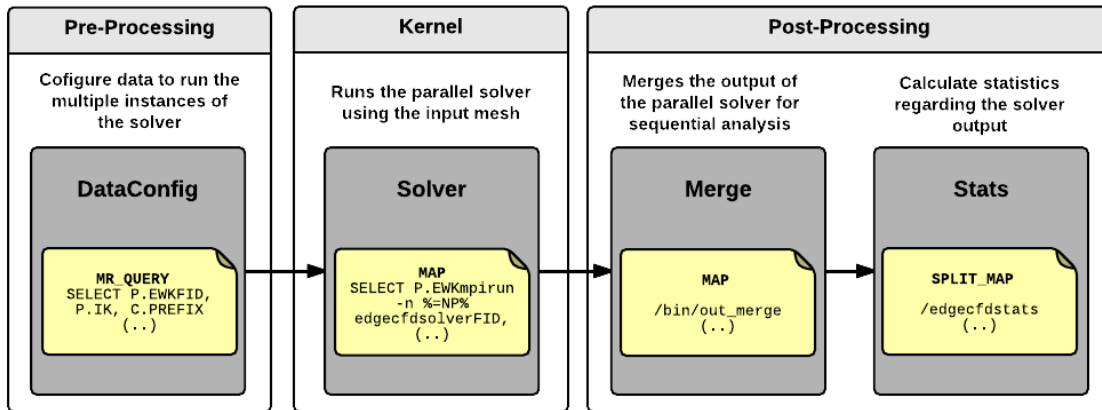 Pre-Processing
Cofigure data to run the
multiple instances of
the solver
DataConfig
MR_QUERY
SELECT P.EWKFID,
P.IK, C.PREFIX
(..)
Kernel
Runs the parallel solver
using the input mesh
Solver
MAP
SELECT P.EWKmpirun
-n %=NP%
edgecfdsolverFID,
(..)
Post-Processing
Merges the output of
the parallel solver for
sequential analysis
Merge
MAP
/bin/out_merge
(..)
Calculate statistics
regarding the solver
output
Stats
SPLIT_MAP
/edgecfdstats
(..)